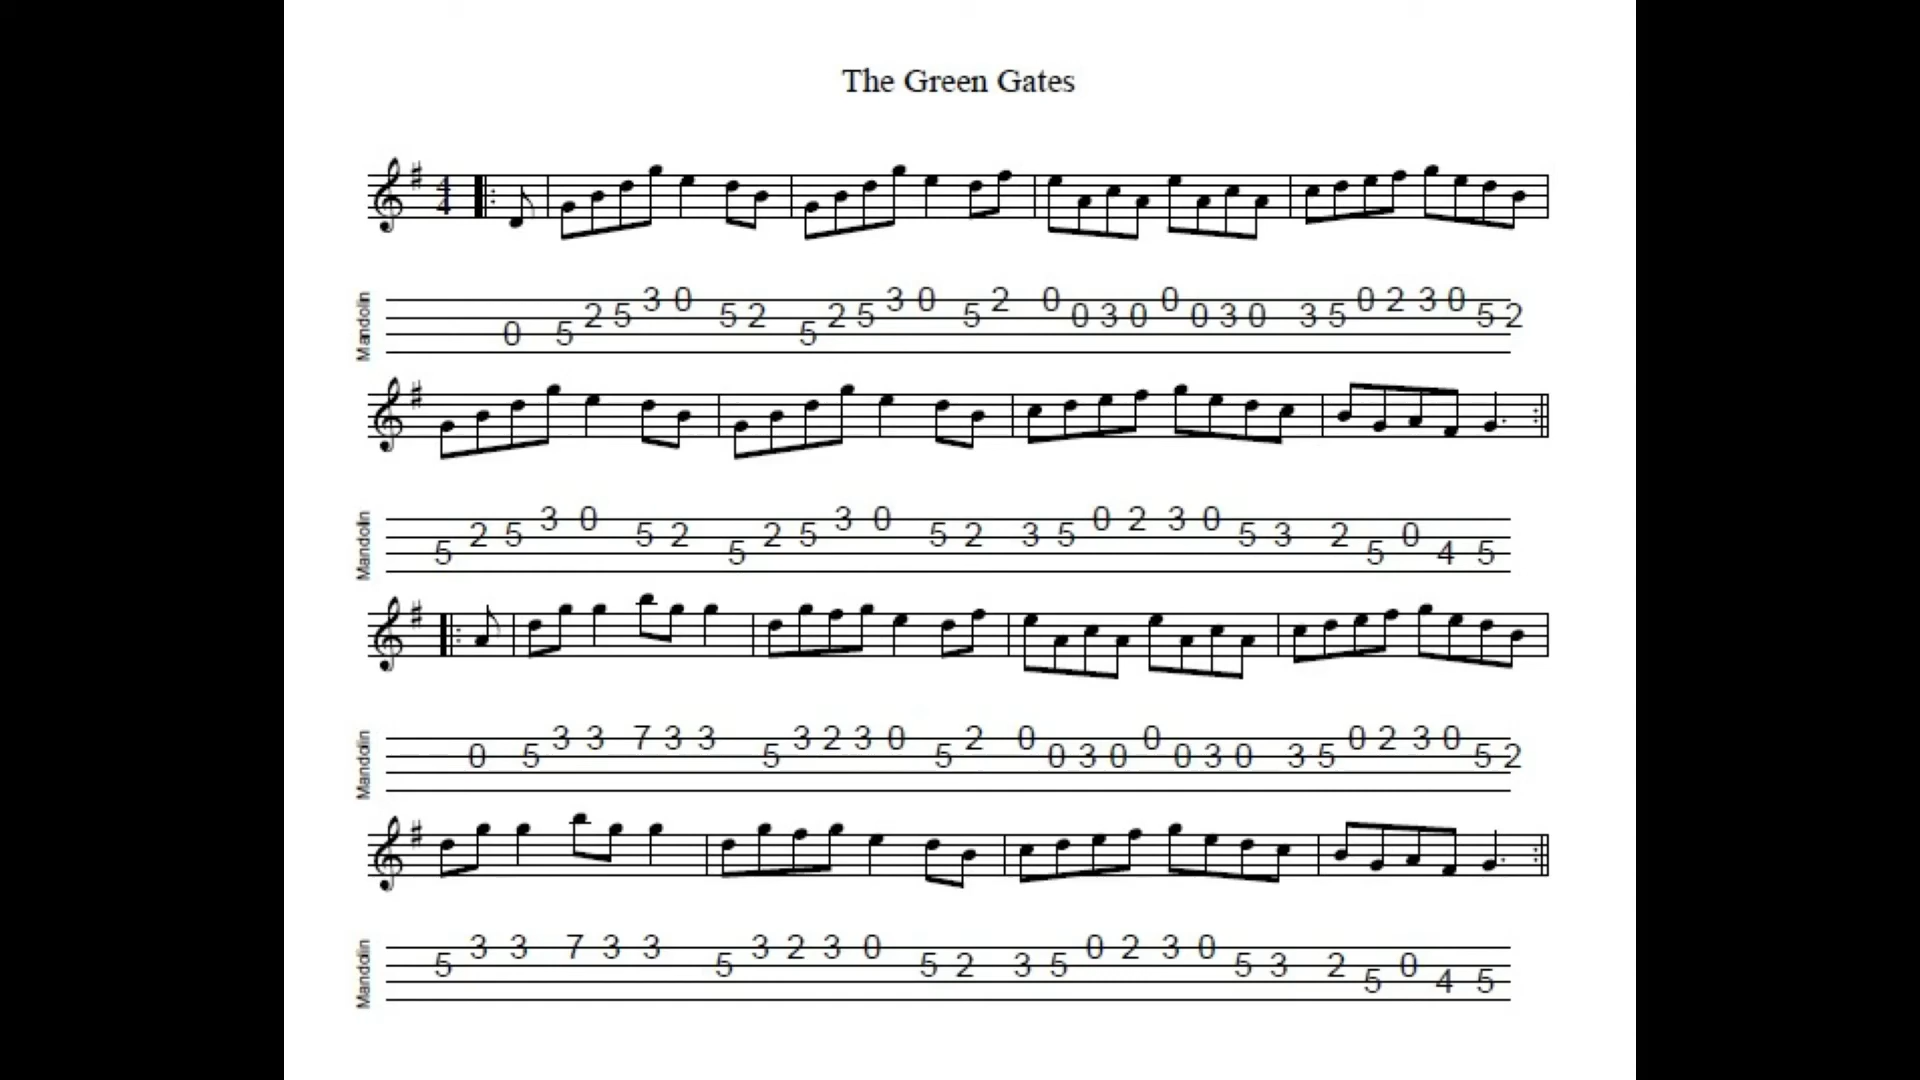 The Green Gates
4
4
Mandolin 0 5 2 5 3 0 5 2 5 2 5 3 0 5 2 0 0 3 0 0 0 3 0 3 5 0 2 3 0 5 2
Mandolin 5 2 5 3 0 5 2 5 2 5 3 0 5 2 3 5 0 2 3 0 5 3 2 5 0 4 5
Mandolin 0 5 3 3 7 3 3 5 3 2 3 0 5 2 0 0 3 0 0 0 3 0 3 5 0 2 3 0 5 2
Mandolin 5 3 3 7 3 3 5 3 2 3 0 5 2 3 5 0 2 3 0 5 3 2 5 0 4 5